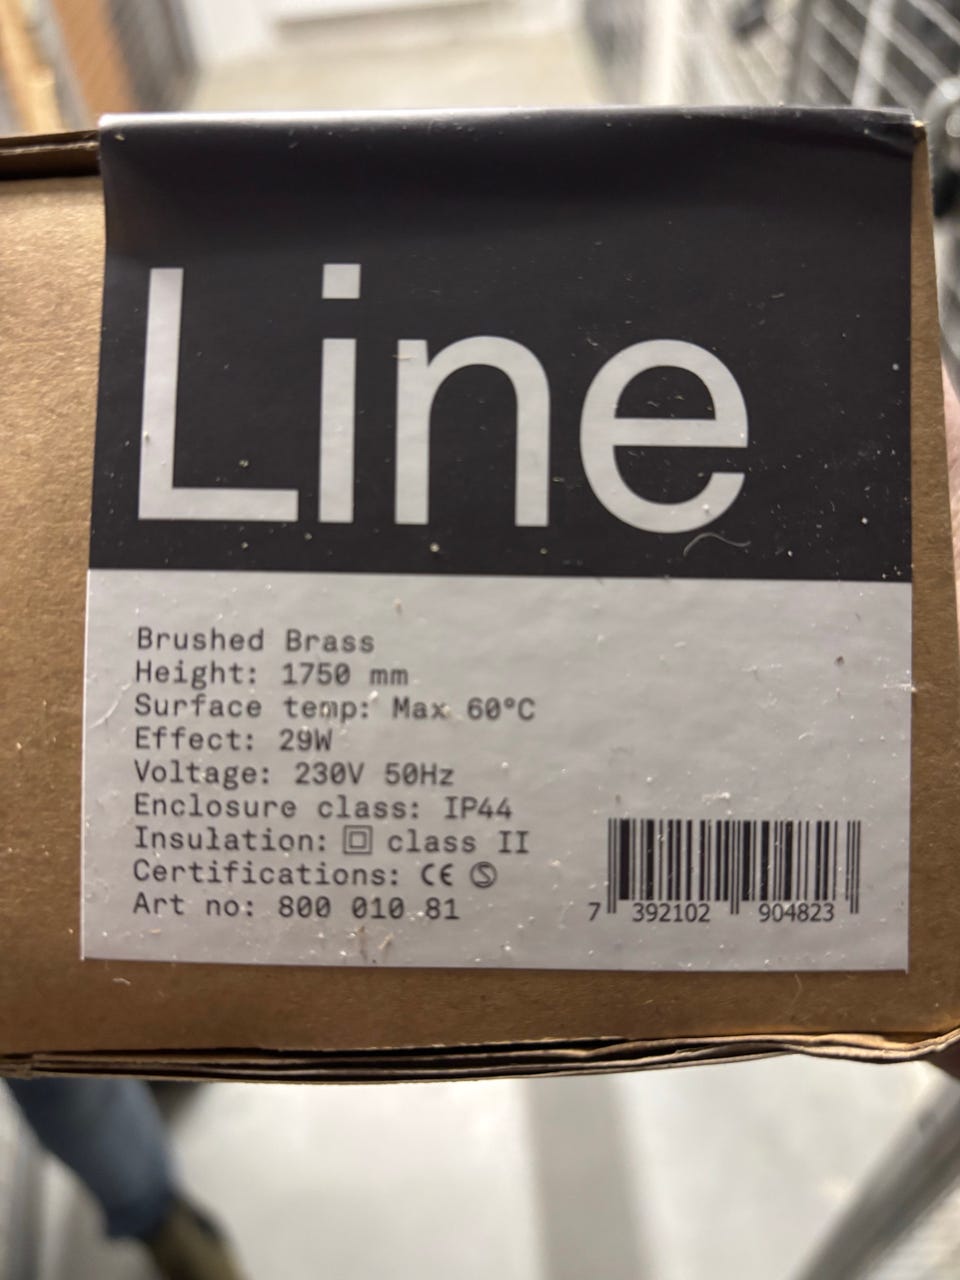 Line
Brushed Brass
Height: 1750 mm
Surface temp: Max 60°C
Effect: 29W
Voltage: 230V 50Hz
Enclosure class: IP44
Insulation: class II
Certifications: CE Ⓢ
Art no: 800 010 81
7 392102 904823